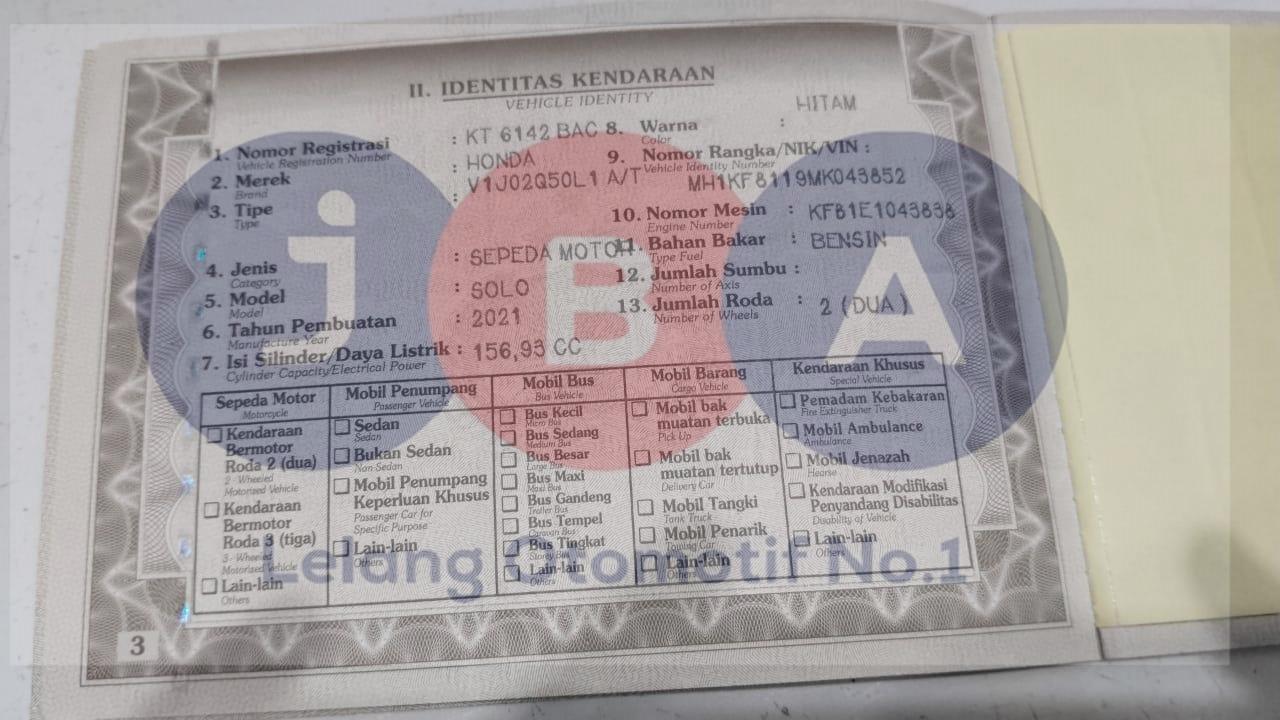 II. IDENTITAS KENDARAAN
VEHICLE IDENTITY
1. Nomor Registrasi : KT 6142 BAC
Vehicle Registration Number
2. Merek : HONDA
Brand
3. Tipe : V1J02Q50L1 A/T
Type
4. Jenis : SEPEDA MOTOR
Category
5. Model : SOLO
Model
6. Tahun Pembuatan : 2021
Manufacture Year
7. Isi Silinder/Daya Listrik : 156,93 CC
Cylinder Capacity/Electrical Power
8. Warna : HITAM
Color
9. Nomor Rangka/NIK/VIN :
Vehicle Identity Number
MH1KF8119MK043852
10. Nomor Mesin : KF81E1043838
Engine Number
11. Bahan Bakar : BENSIN
Type Fuel
12. Jumlah Sumbu :
Number of Axis
13. Jumlah Roda : 2 (DUA)
Number of Wheels
Sepeda Motor
Motorcycle
Kendaraan
Bermotor
Roda 2 (dua)
2 - Wheeled
Motorized Vehicle
Kendaraan
Bermotor
Roda 3 (tiga)
3 - Wheeled
Motorized Vehicle
Lain-lain
Others
Mobil Penumpang
Passenger Vehicle
Sedan
Sedan
Bukan Sedan
Non Sedan
Mobil Penumpang
Keperluan Khusus
Passenger Car for
Specific Purpose
Lain-lain
Others
Mobil Bus
Bus Vehicle
Bus Kecil
Micro Bus
Bus Sedang
Medium Bus
Bus Besar
Large Bus
Bus Maxi
Maxi Bus
Bus Gandeng
Trailer Bus
Bus Tempel
Caravan Bus
Bus Tingkat
Storey Bus
Lain-lain
Others
Mobil Barang
Cargo Vehicle
Mobil bak
muatan terbuka
Pick Up
Mobil bak
muatan tertutup
Delivery Car
Mobil Tangki
Tank Truck
Mobil Penarik
Towing Car
Lain-lain
Others
Kendaraan Khusus
Special Vehicle
Pemadam Kebakaran
Fire Extinguisher Truck
Mobil Ambulance
Ambulance
Mobil Jenazah
Hearse
Kendaraan Modifikasi
Penyandang Disabilitas
Disability of Vehicle
Lain-lain
Others
3
iBA
Lelang Otomotif No.1